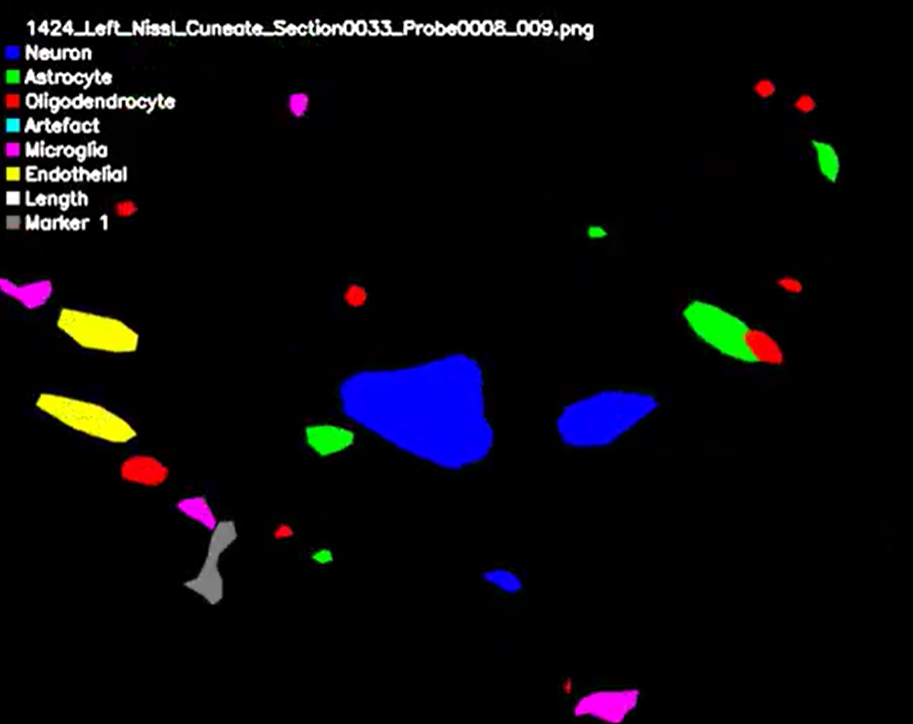 1424_Left_Nissl_Cuneate_Section0033_Probe0008_009.png
Neuron
Astrocyte
Oligodendrocyte
Artefact
Microglia
Endothelial
Length
Marker 1